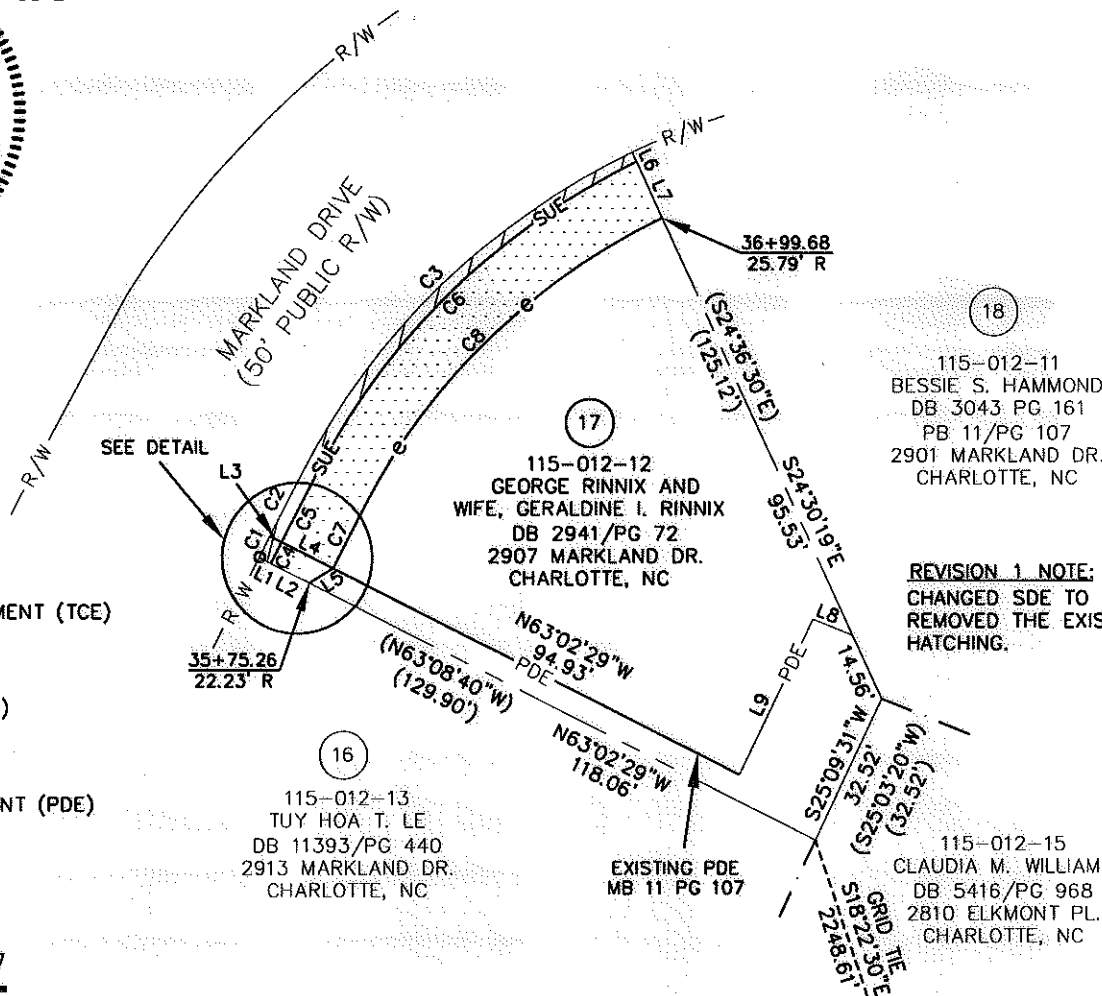 R/W
R/W
R/W
R W
MARKLAND DRIVE
(50' PUBLIC R/W)
C3
C6
C8
SUE
SUE
e
e
L6
L7
36+99.68
25.79' R
(S24°36'30"E)
(125.12')
S24°30'19"E
95.53'
18
115-012-11
BESSIE S. HAMMOND
DB 3043 PG 161
PB 11/PG 107
2901 MARKLAND DR.
CHARLOTTE, NC
SEE DETAIL
L3
C2
C1
C5
C4
L4
C7
L1
L2
L5
17
115-012-12
GEORGE RINNIX AND
WIFE, GERALDINE I. RINNIX
DB 2941/PG 72
2907 MARKLAND DR.
CHARLOTTE, NC
REVISION 1 NOTE:
CHANGED SDE TO
REMOVED THE EXIS
HATCHING.
MENT (TCE)
)
NT (PDE)
7
35+75.26
22.23' R
N63°02'29"W
94.93'
PDE
(N63°08'40"W)
(129.90')
N63°02'29"W
118.06'
L8
PDE
L9
14.56'
S25°09'31"W
32.52'
(S25°03'20"W)
(32.52')
16
115-012-13
TUY HOA T. LE
DB 11393/PG 440
2913 MARKLAND DR.
CHARLOTTE, NC
EXISTING PDE
MB 11 PG 107
115-012-15
CLAUDIA M. WILLIAM
DB 5416/PG 968
2810 ELKMONT PL.
CHARLOTTE, NC
GRID TIE
S18°22'30"E
2248.61'